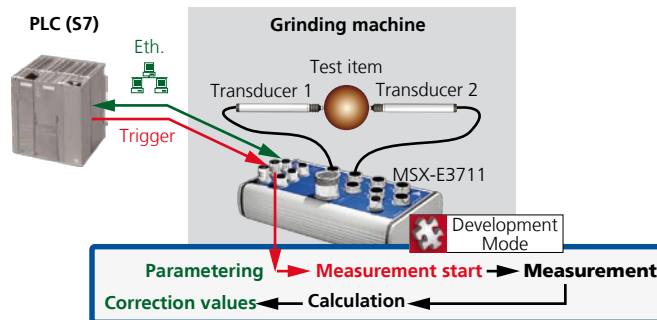 PLC (S7)
Grinding machine
Eth.
Test item
Transducer 1
Transducer 2
Trigger
MSX-E3711
Development
Mode
Parametering
Measurement start
Measurement
Correction values
Calculation